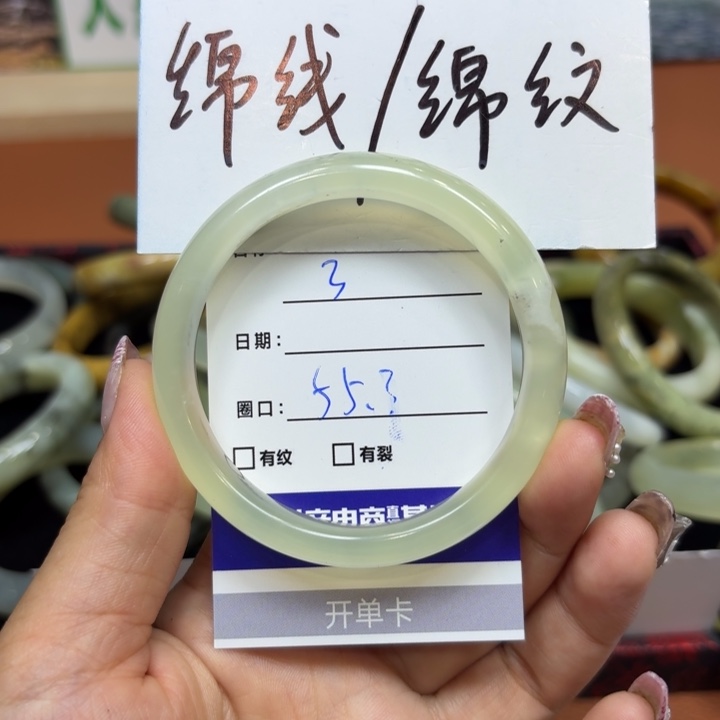 绵线/绵纹
3
日期:
圈口: 55.3
□有纹 □有裂
开单卡